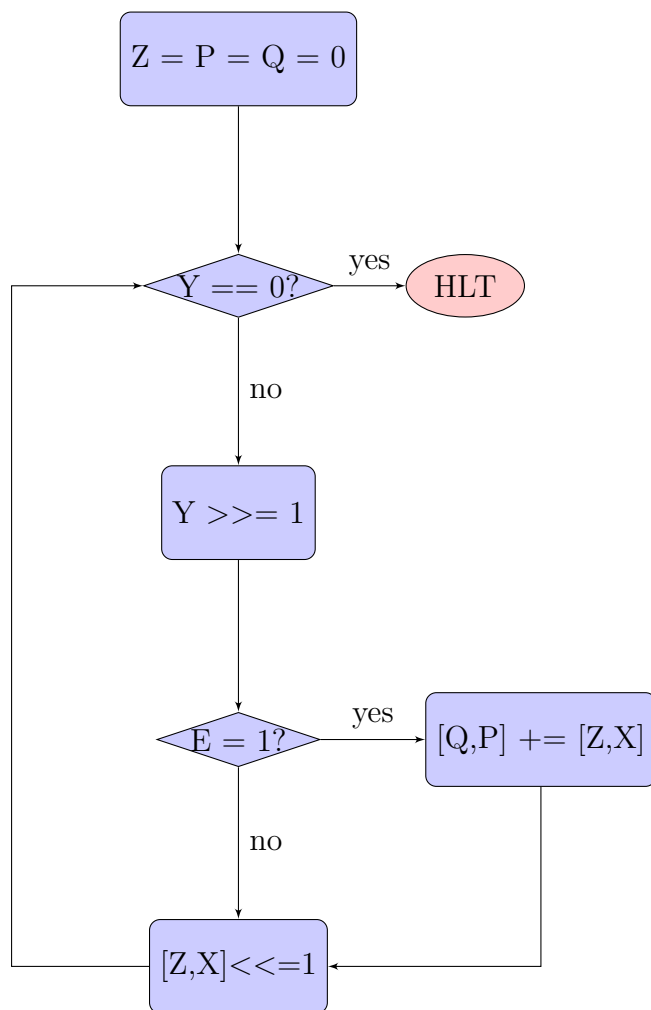 Z = P = Q = 0
Y == 0?
yes
HLT
no
Y >>= 1
E = 1?
yes
[Q,P] += [Z,X]
no
[Z,X]<<=1